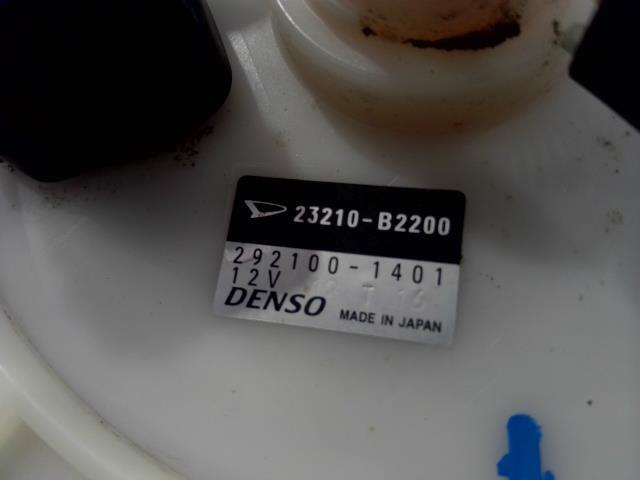 23210-B2200
292100-1401
12V
DENSO MADE IN JAPAN